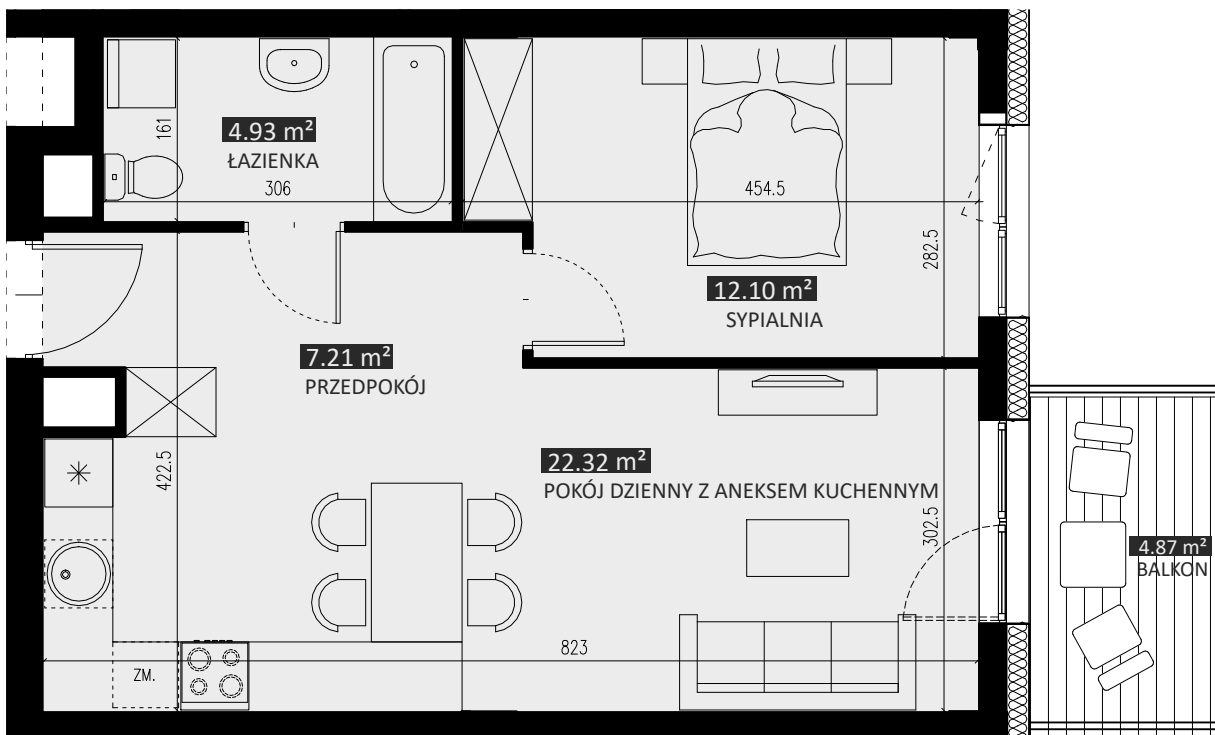 161
4.93 m²
ŁAZIENKA
306
454.5
282.5
12.10 m²
SYPIALNIA
7.21 m²
PRZEDPOKÓJ
422.5
22.32 m²
POKÓJ DZIENNY Z ANEKSEM KUCHENNYM
302.5
4.87 m²
BALKON
823
ZM.